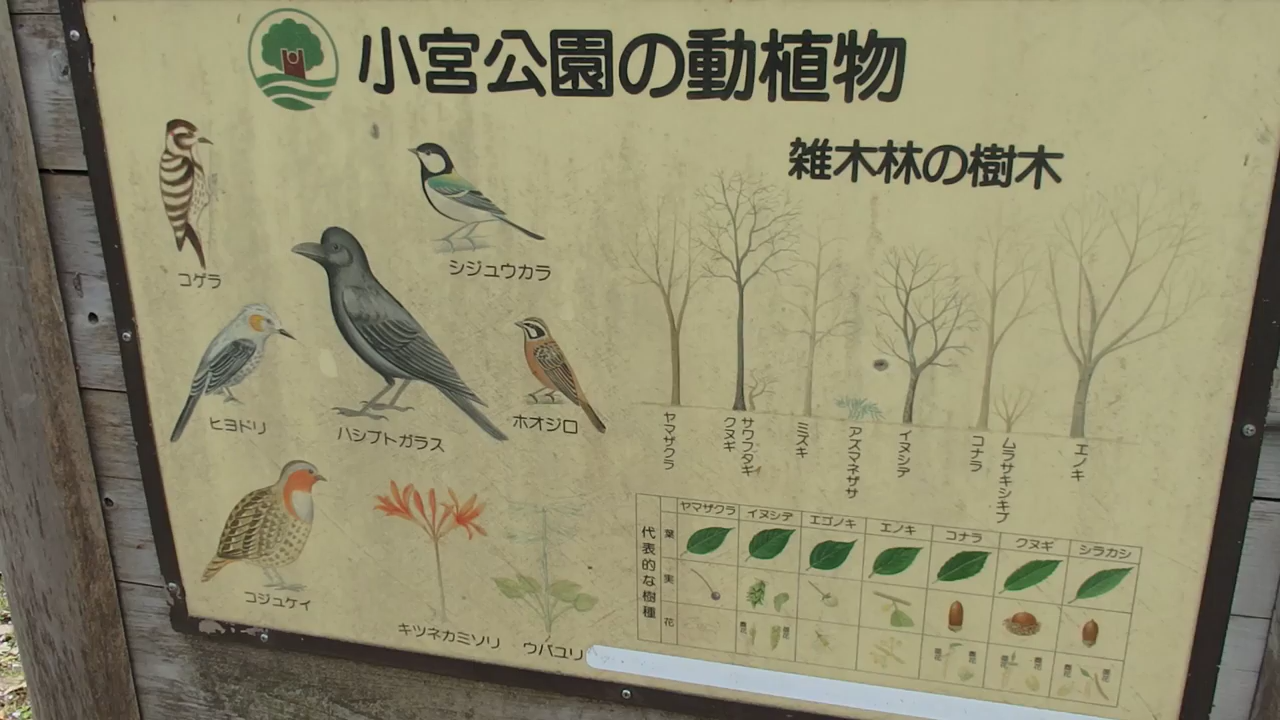 小宮公園の動植物
雑木林の樹木
コゲラ
シジュウカラ
ヒヨドリ
ハシブトガラス
ホオジロ
コジュケイ
キツネカミソリ
ウバユリ
ヤマザクラ
クヌギ
サワフタギ
ミズキ
アズマネザサ
イヌシデ
コナラ
ムラサキシキブ
エノキ
代表的な樹種
ヤマザクラ イヌシデ エゴノキ エノキ コナラ クヌギ シラカシ
葉
実
花